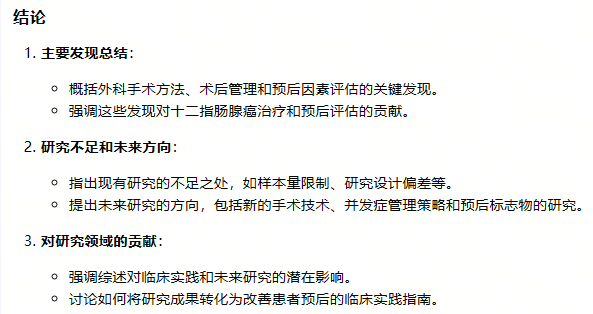 结论
1. 主要发现总结：
概括外科手术方法、术后管理和预后因素评估的关键发现。
强调这些发现对十二指肠腺癌治疗和预后评估的贡献。
2. 研究不足和未来方向：
指出现有研究的不足之处，如样本量限制、研究设计偏差等。
提出未来研究的方向，包括新的手术技术、并发症管理策略和预后标志物的研究。
3. 对研究领域的贡献：
强调综述对临床实践和未来研究的潜在影响。
讨论如何将研究成果转化为改善患者预后的临床实践指南。